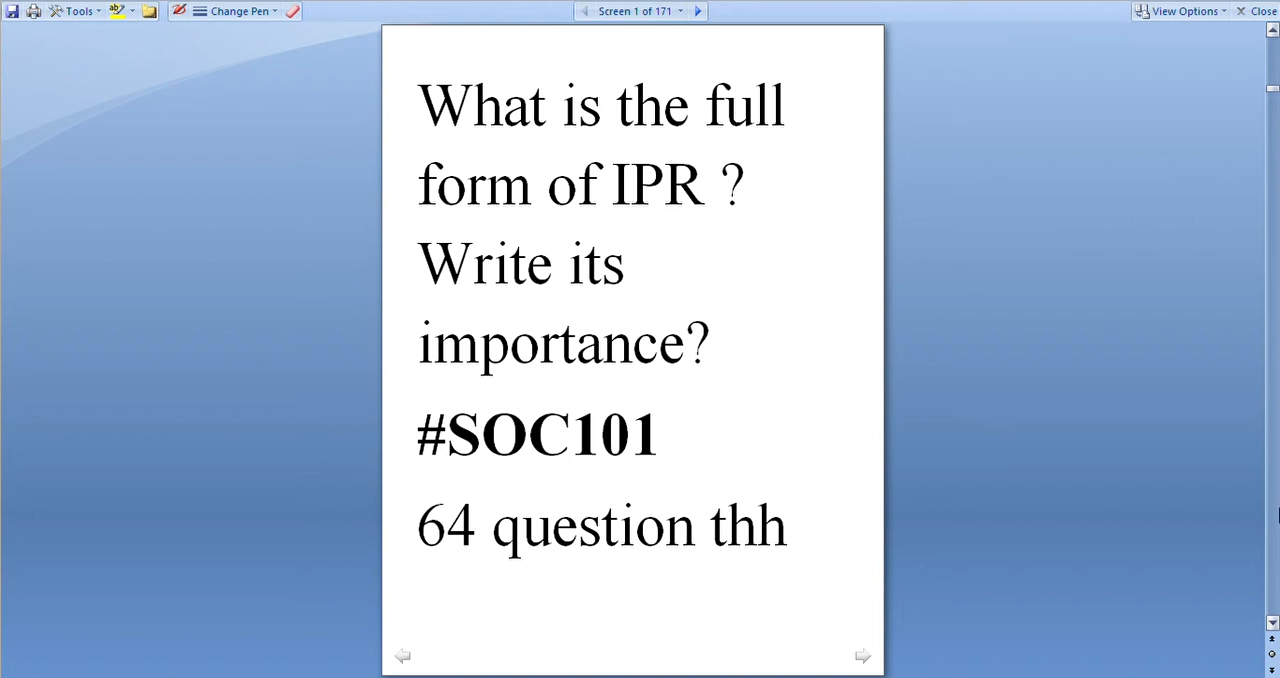 Tools Change Pen Screen 1 of 171 View Options Close
What is the full
form of IPR ?
Write its
importance?
#SOC101
64 question thh